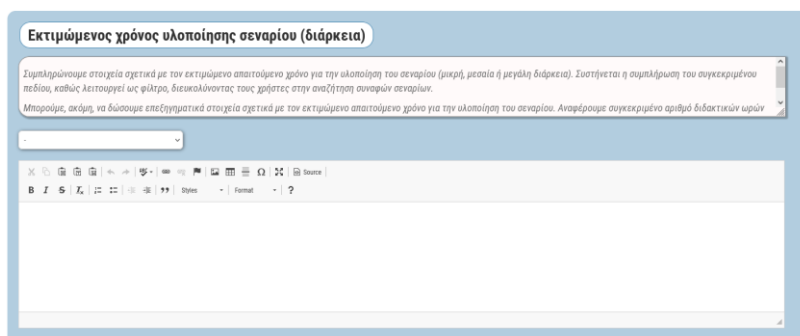 Εκτιμώμενος χρόνος υλοποίησης σεναρίου (διάρκεια)
Συμπληρώνουμε στοιχεία σχετικά με τον εκτιμώμενο απαιτούμενο χρόνο για την υλοποίηση του σεναρίου (μικρή, μεσαία ή μεγάλη διάρκεια). Συστήνεται η συμπλήρωση του συγκεκριμένου
πεδίου, καθώς λειτουργεί ως φίλτρο, διευκολύνοντας τους χρήστες στην αναζήτηση συναφών σεναρίων.
Μπορούμε, ακόμη, να δώσουμε επεξηγηματικά στοιχεία σχετικά με τον εκτιμώμενο απαιτούμενο χρόνο για την υλοποίηση του σεναρίου. Αναφέρουμε συγκεκριμένο αριθμό διδακτικών ωρών
-
Source
B I S Tx Styles Format ?